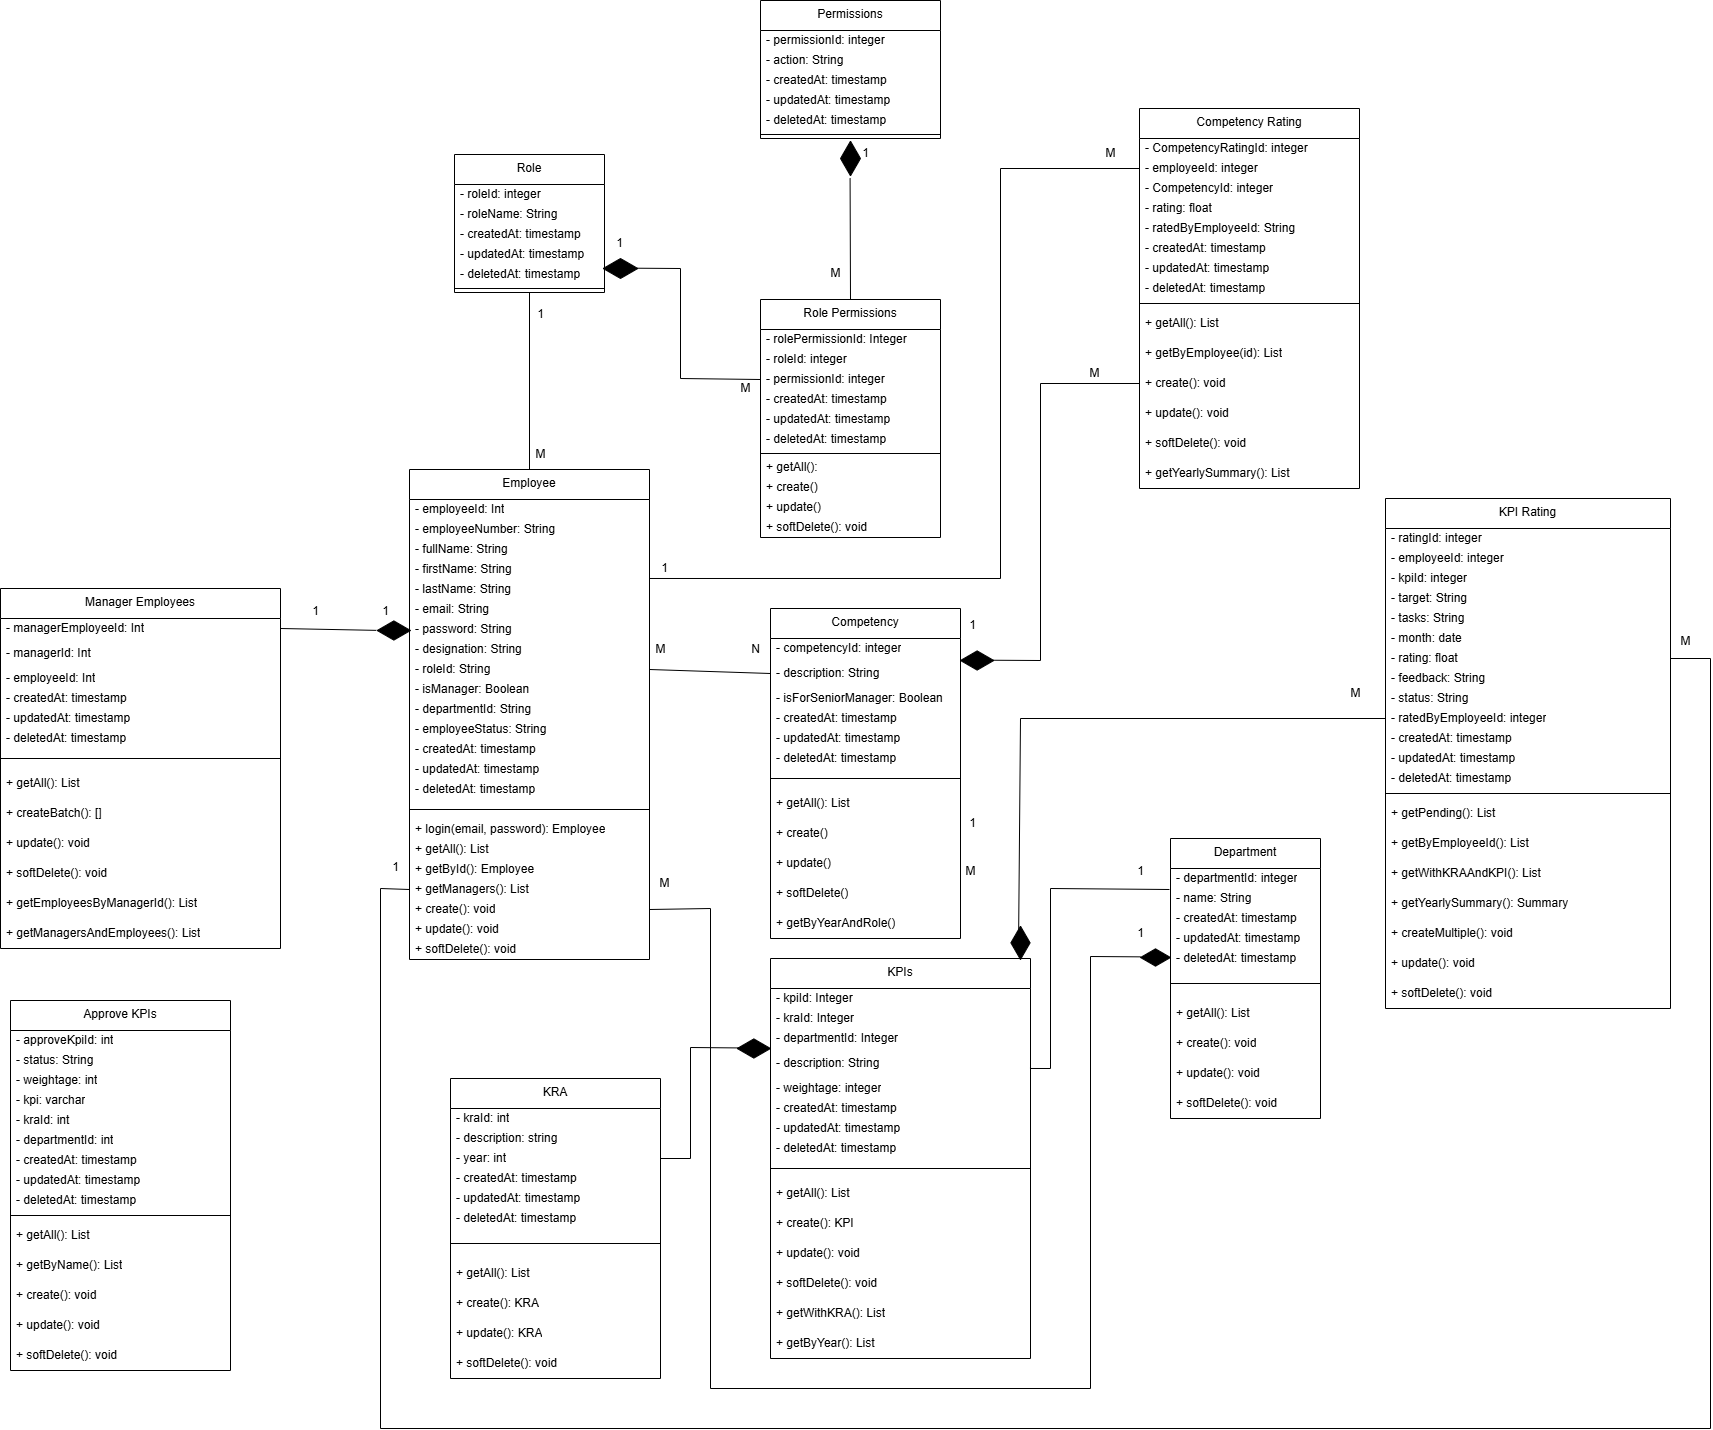 Permissions
- permissionId: integer
- action: String
- createdAt: timestamp
- updatedAt: timestamp
- deletedAt: timestamp
1
M
Role
- roleId: integer
- roleName: String
- createdAt: timestamp
- updatedAt: timestamp
- deletedAt: timestamp
1
1
M
M
Role Permissions
- rolePermissionId: Integer
- roleId: integer
- permissionId: integer
- createdAt: timestamp
- updatedAt: timestamp
- deletedAt: timestamp
+ getAll():
+ create()
+ update()
+ softDelete(): void
Competency Rating
- CompetencyRatingId: integer
- employeeId: integer
- CompetencyId: integer
- rating: float
- ratedByEmployeeId: String
- createdAt: timestamp
- updatedAt: timestamp
- deletedAt: timestamp
+ getAll(): List
+ getByEmployee(id): List
+ create(): void
+ update(): void
+ softDelete(): void
+ getYearlySummary(): List
M
M
Employee
- employeeId: Int
- employeeNumber: String
- fullName: String
- firstName: String
- lastName: String
- email: String
- password: String
- designation: String
- roleId: String
- isManager: Boolean
- departmentId: String
- employeeStatus: String
- createdAt: timestamp
- updatedAt: timestamp
- deletedAt: timestamp
+ login(email, password): Employee
+ getAll(): List
+ getById(): Employee
+ getManagers(): List
+ create(): void
+ update(): void
+ softDelete(): void
1
M
N
M
1
Manager Employees
- managerEmployeeId: Int
- managerId: Int
- employeeId: Int
- createdAt: timestamp
- updatedAt: timestamp
- deletedAt: timestamp
+ getAll(): List
+ createBatch(): []
+ update(): void
+ softDelete(): void
+ getEmployeesByManagerId(): List
+ getManagersAndEmployees(): List
1
1
Competency
- competencyId: integer
- description: String
- isForSeniorManager: Boolean
- createdAt: timestamp
- updatedAt: timestamp
- deletedAt: timestamp
+ getAll(): List
+ create()
+ update()
+ softDelete()
+ getByYearAndRole()
1
1
M
KPI Rating
- ratingId: integer
- employeeId: integer
- kpiId: integer
- target: String
- tasks: String
- month: date
- rating: float
- feedback: String
- status: String
- ratedByEmployeeId: integer
- createdAt: timestamp
- updatedAt: timestamp
- deletedAt: timestamp
+ getPending(): List
+ getByEmployeeId(): List
+ getWithKRAAndKPI(): List
+ getYearlySummary(): Summary
+ createMultiple(): void
+ update(): void
+ softDelete(): void
M
M
Department
- departmentId: integer
- name: String
- createdAt: timestamp
- updatedAt: timestamp
- deletedAt: timestamp
+ getAll(): List
+ create(): void
+ update(): void
+ softDelete(): void
1
1
KPIs
- kpiId: Integer
- kraId: Integer
- departmentId: Integer
- description: String
- weightage: integer
- createdAt: timestamp
- updatedAt: timestamp
- deletedAt: timestamp
+ getAll(): List
+ create(): KPI
+ update(): void
+ softDelete(): void
+ getWithKRA(): List
+ getByYear(): List
KRA
- kraId: int
- description: string
- year: int
- createdAt: timestamp
- updatedAt: timestamp
- deletedAt: timestamp
+ getAll(): List
+ create(): KRA
+ update(): KRA
+ softDelete(): void
Approve KPIs
- approveKpiId: int
- status: String
- weightage: int
- kpi: varchar
- kraId: int
- departmentId: int
- createdAt: timestamp
- updatedAt: timestamp
- deletedAt: timestamp
+ getAll(): List
+ getByName(): List
+ create(): void
+ update(): void
+ softDelete(): void